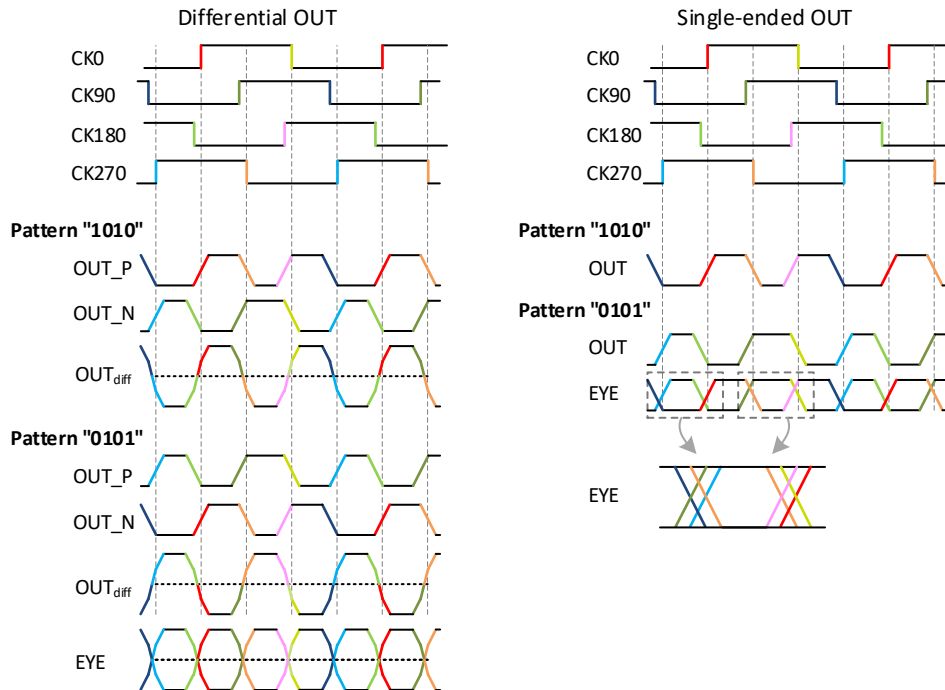 Differential OUT
CK0
CK90
CK180
CK270
Pattern "1010"
OUT_P
OUT_N
OUTdiff
Pattern "0101"
OUT_P
OUT_N
OUTdiff
EYE
Single-ended OUT
CK0
CK90
CK180
CK270
Pattern "1010"
OUT
Pattern "0101"
OUT
EYE
EYE